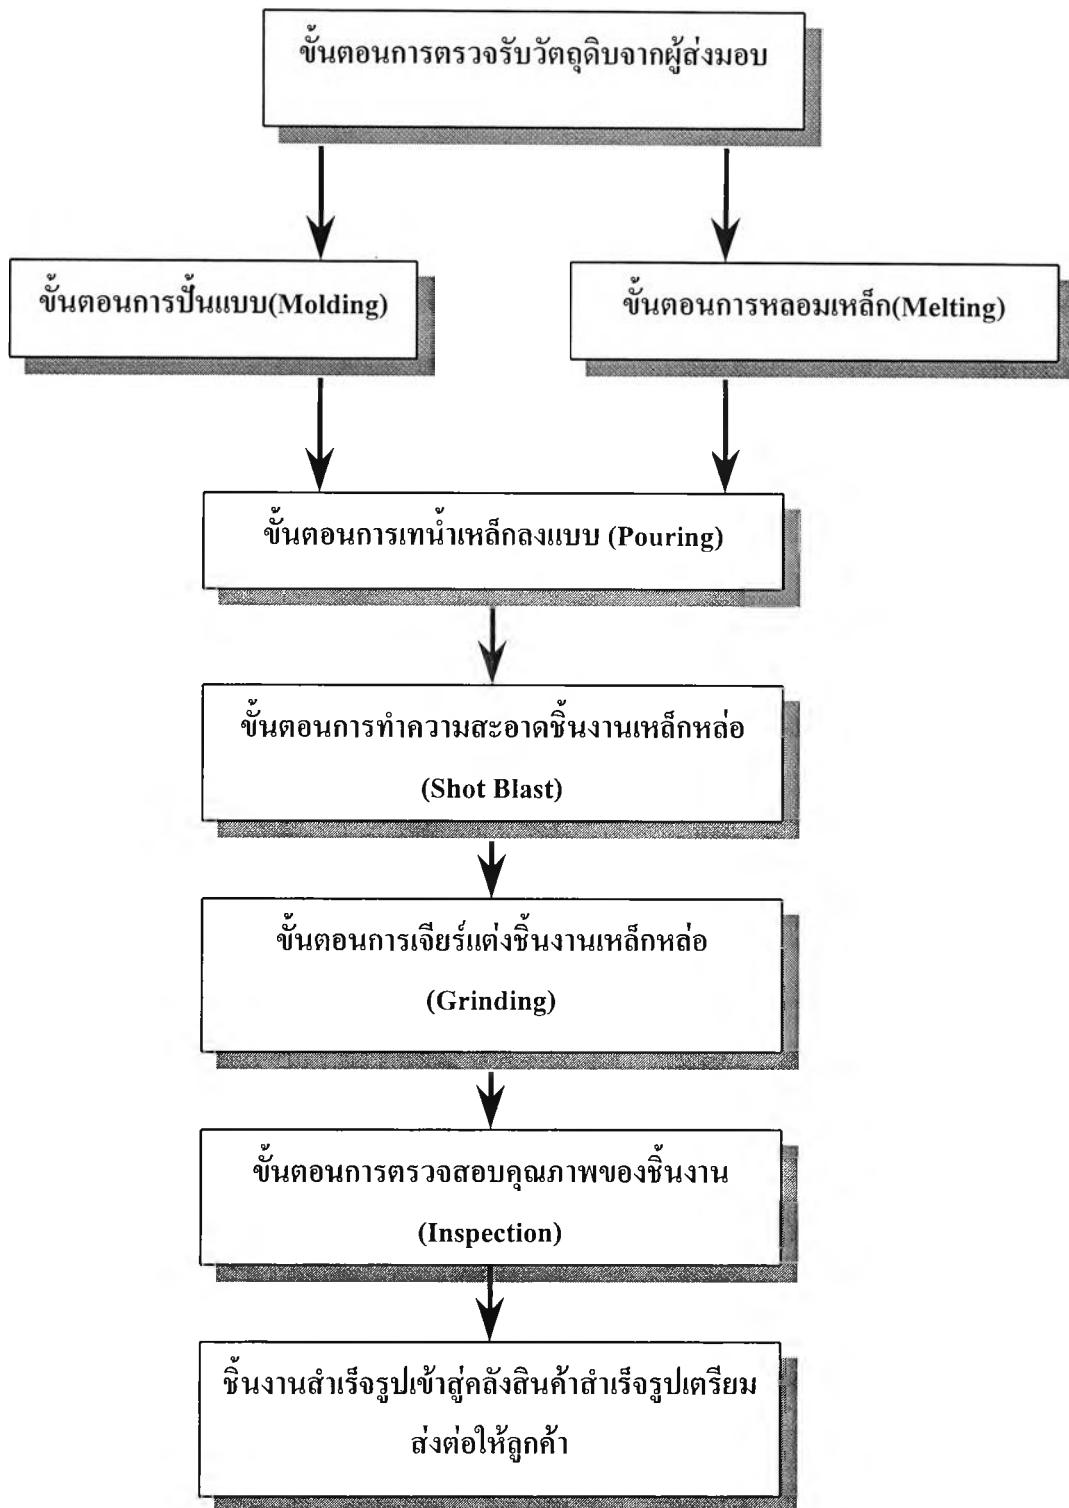 ขั้นตอนการตรวจรับวัตถุดิบจากผู้ส่งมอบ
ขั้นตอนการปั้นแบบ(Molding)
ขั้นตอนการหลอมเหล็ก(Melting)
ขั้นตอนการเทน้ำเหล็กลงแบบ (Pouring)
ขั้นตอนการทำความสะอาดชิ้นงานเหล็กหล่อ
(Shot Blast)
ขั้นตอนการเจียร์แต่งชิ้นงานเหล็กหล่อ
(Grinding)
ขั้นตอนการตรวจสอบคุณภาพของชิ้นงาน
(Inspection)
ชิ้นงานสำเร็จรูปเข้าสู่คลังสินค้าสำเร็จรูปเตรียม
ส่งต่อให้ลูกค้า